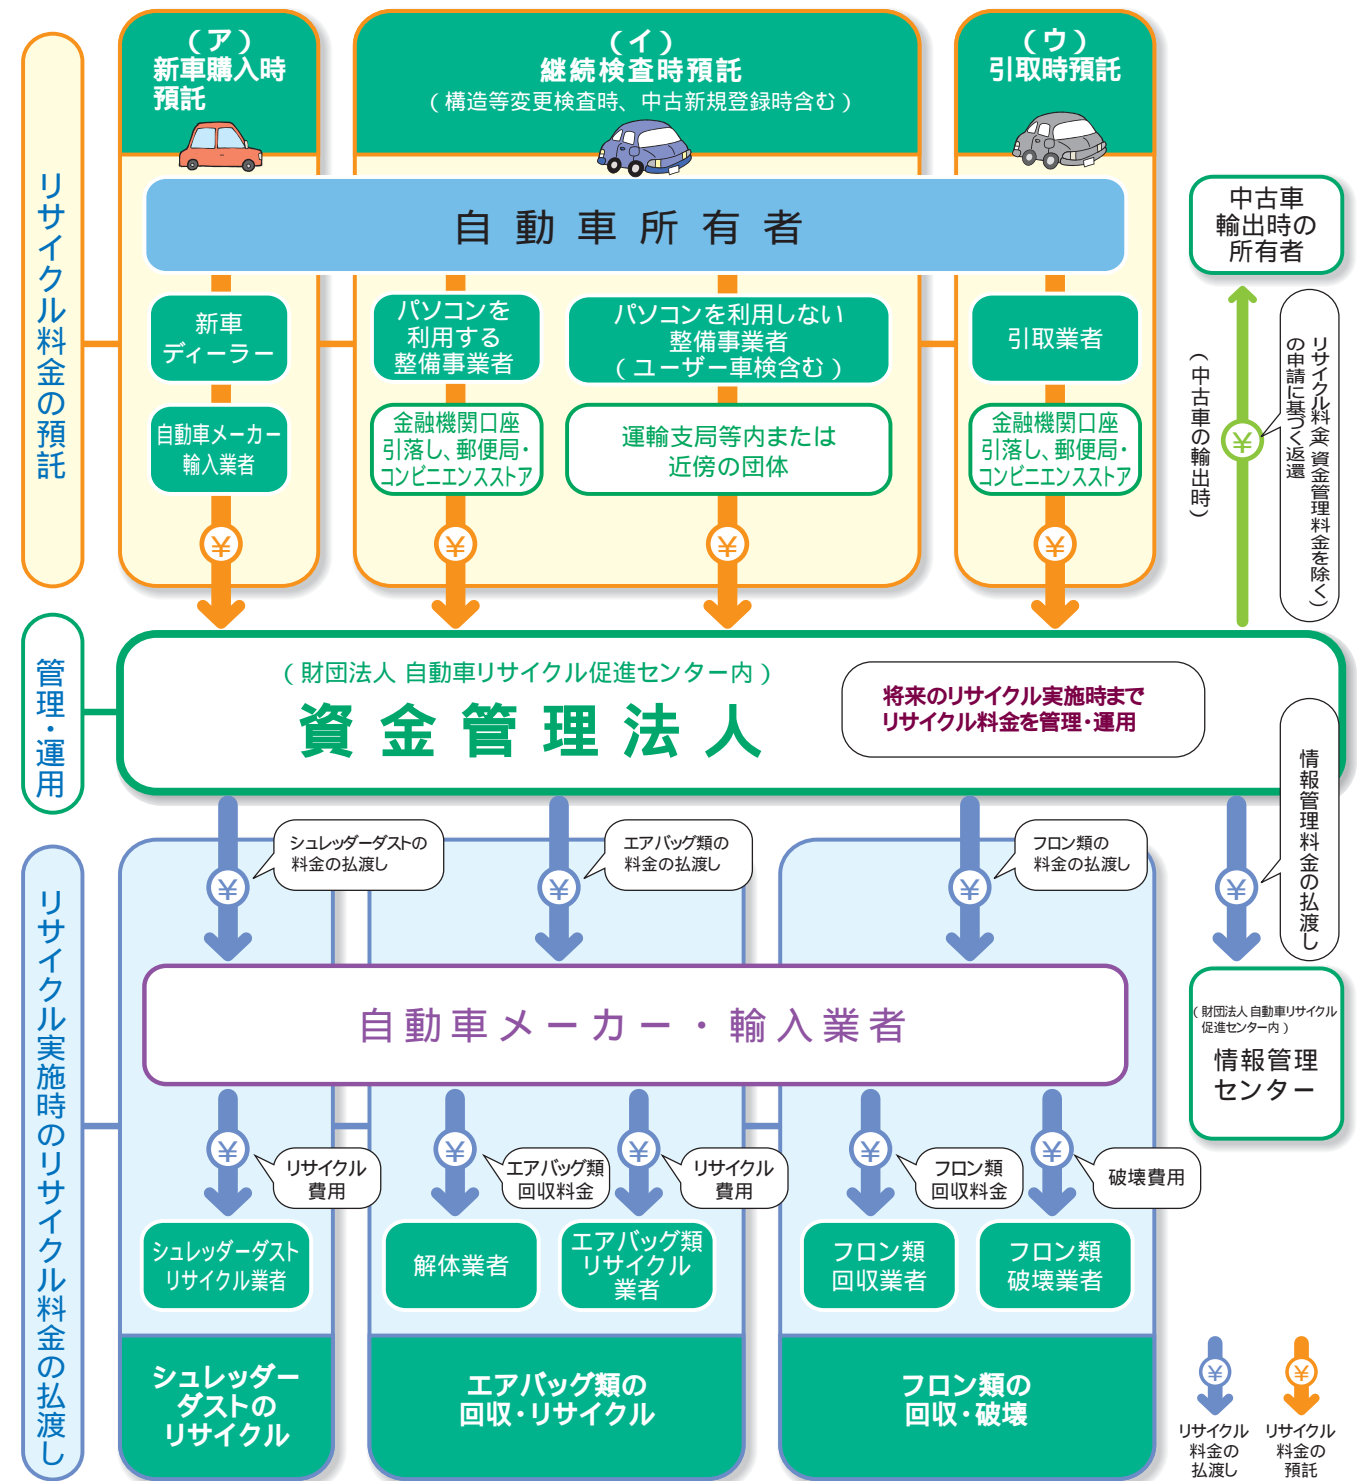 リサイクル料金の預託
（ア）
新車購入時
預託
（イ）
継続検査時預託
（構造等変更検査時、中古新規登録時含む）
（ウ）
引取時預託
自動車所有者
新車
ディーラー
自動車メーカー
輸入業者
¥
パソコンを
利用する
整備事業者
金融機関口座
引落し、郵便局・
コンビニエンスストア
¥
パソコンを利用しない
整備事業者
（ユーザー車検含む）
運輸支局等内または
近傍の団体
¥
引取業者
金融機関口座
引落し、郵便局・
コンビニエンスストア
¥
中古車
輸出時の
所有者
（中古車の輸出時）
¥
リサイクル料金（資金管理料金を除く）
の申請に基づく返還
管理・運用
（財団法人 自動車リサイクル促進センター内）
資金管理法人
将来のリサイクル実施時まで
リサイクル料金を管理・運用
リサイクル実施時のリサイクル料金の払渡し
¥
シュレッダーダストの
料金の払渡し
¥
エアバッグ類の
料金の払渡し
¥
フロン類の
料金の払渡し
¥
情報管理料金の払渡し
自動車メーカー・輸入業者
（財団法人 自動車リサイクル
促進センター内）
情報管理
センター
¥
リサイクル
費用
¥
エアバッグ類
回収料金
¥
リサイクル
費用
¥
フロン類
回収料金
¥
破壊費用
シュレッダーダスト
リサイクル業者
解体業者
エアバッグ類
リサイクル
業者
フロン類
回収業者
フロン類
破壊業者
シュレッダー
ダストの
リサイクル
エアバッグ類の
回収・リサイクル
フロン類の
回収・破壊
¥
リサイクル
料金の
払渡し
¥
リサイクル
料金の
預託